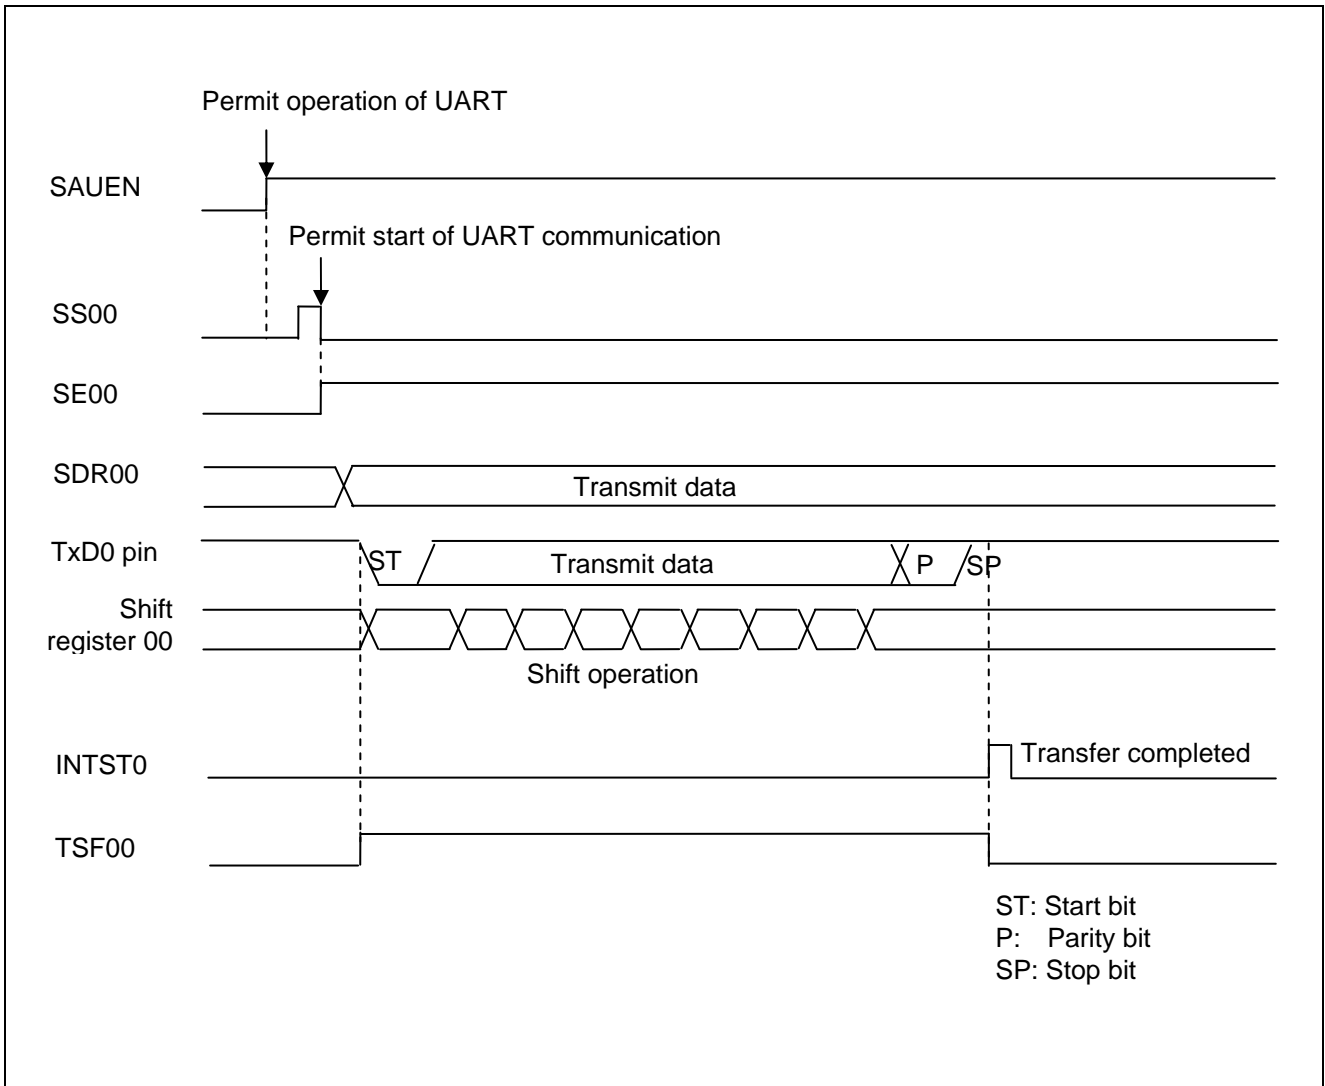 Permit operation of UART
SAUEN
Permit start of UART communication
SS00
SE00
SDR00
Transmit data
TxD0 pin
ST
Transmit data
P
SP
Shift
register 00
Shift operation
INTST0
Transfer completed
TSF00
ST: Start bit
P: Parity bit
SP: Stop bit